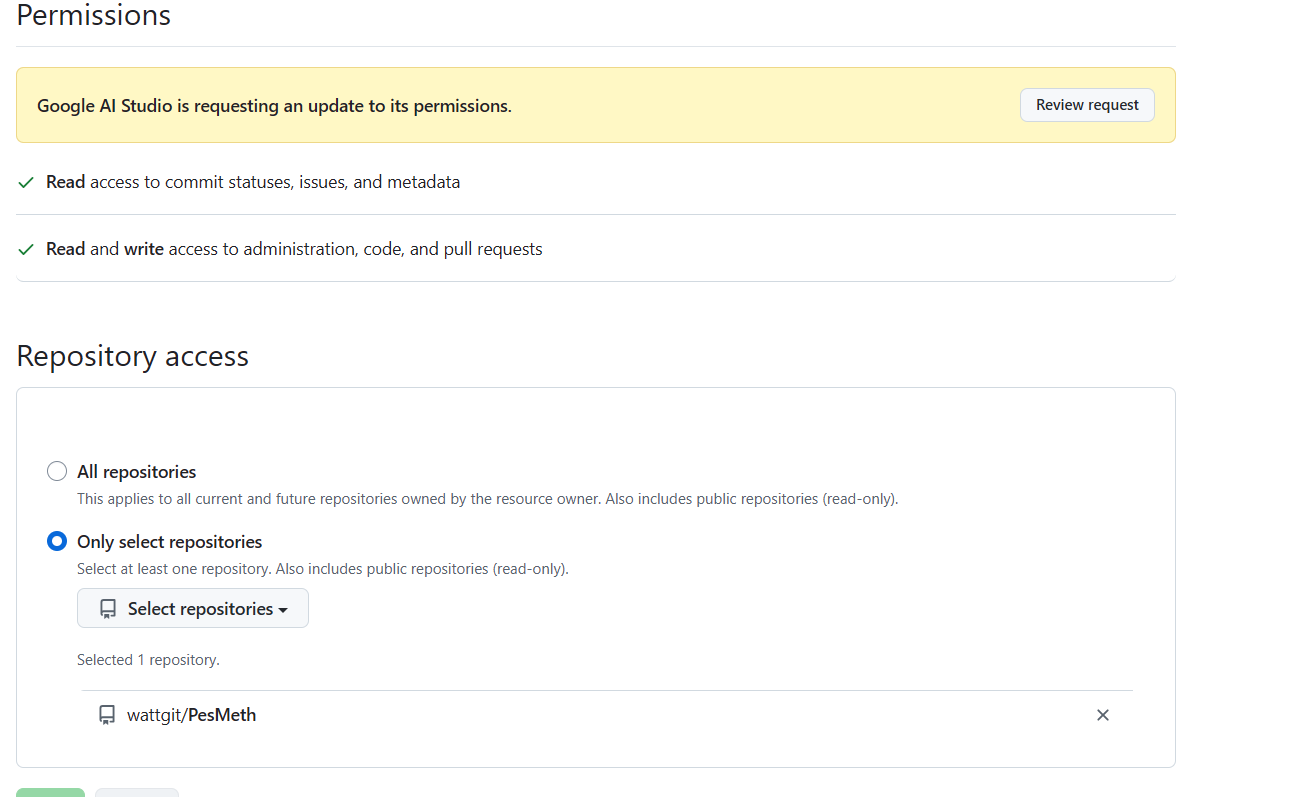 Permissions
Google AI Studio is requesting an update to its permissions.
Review request
Read access to commit statuses, issues, and metadata
Read and write access to administration, code, and pull requests
Repository access
All repositories
This applies to all current and future repositories owned by the resource owner. Also includes public repositories (read-only).
Only select repositories
Select at least one repository. Also includes public repositories (read-only).
Select repositories
Selected 1 repository.
wattgit/PesMeth